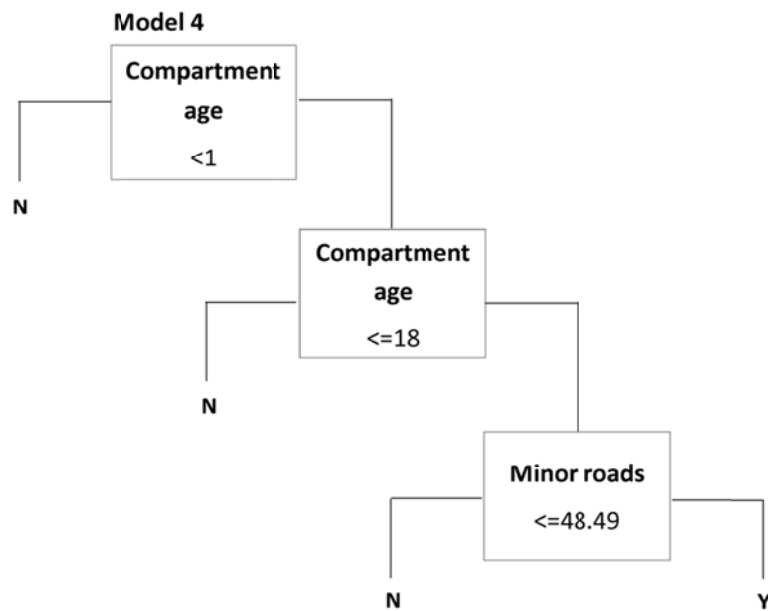 Model 4
Compartment
age
<1
N
Compartment
age
<=18
N
Minor roads
<=48.49
N
Y